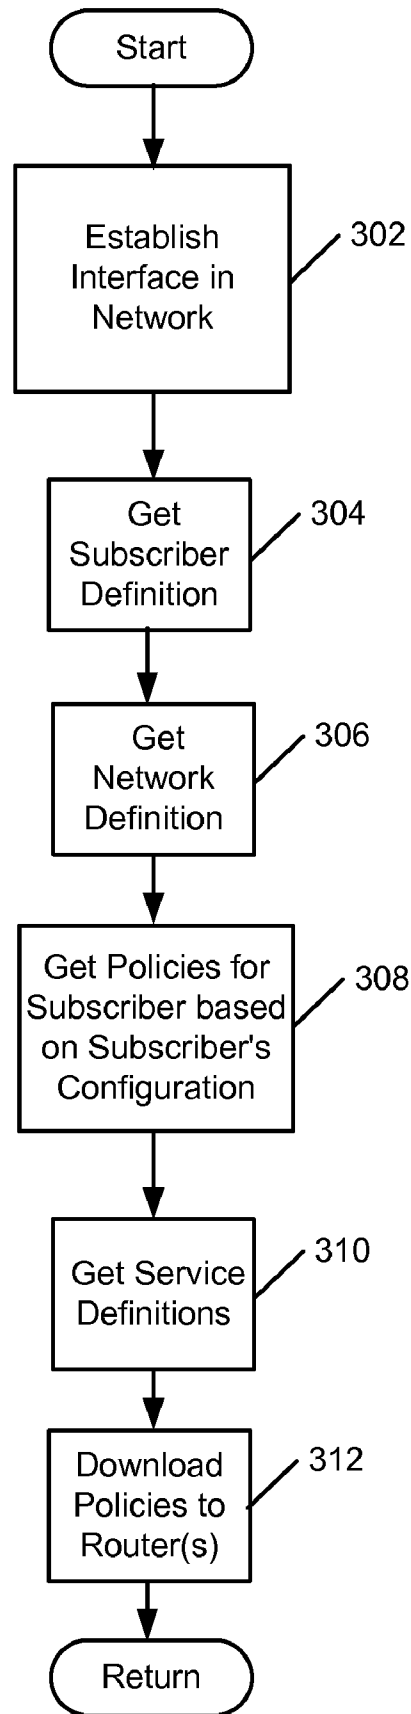 Start
Establish
Interface in
Network
302
Get
Subscriber
Definition
304
Get
Network
Definition
306
Get Policies for
Subscriber based
on Subscriber's
Configuration
308
Get Service
Definitions
310
Download
Policies to
Router(s)
312
Return